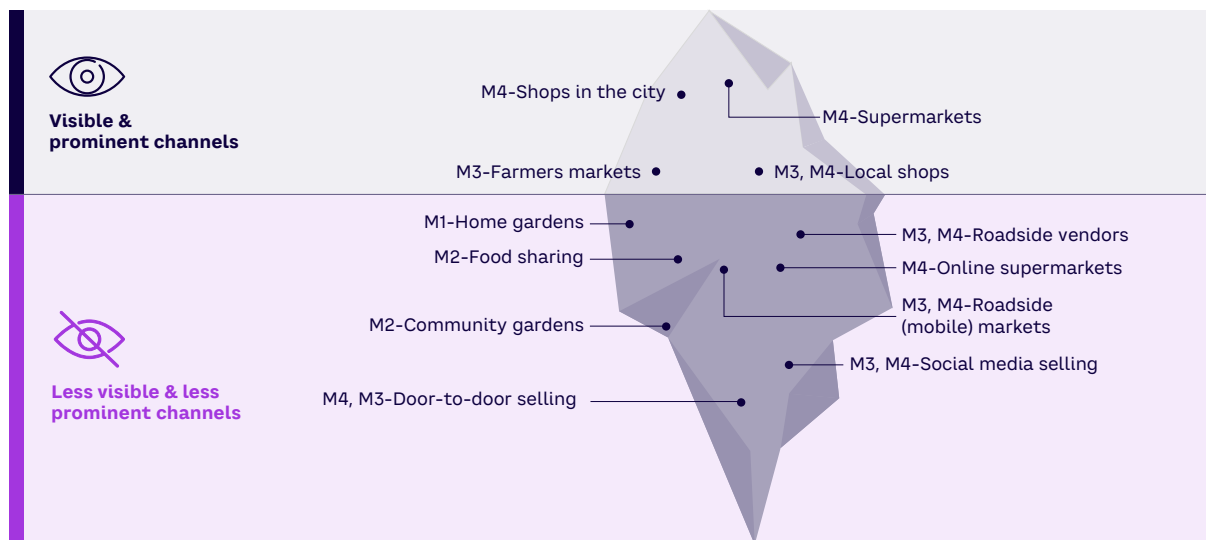 Visible &
prominent channels
M4-Shops in the city
M4-Supermarkets
M3-Farmers markets
M3, M4-Local shops
Less visible & less
prominent channels
M1-Home gardens
M2-Food sharing
M2-Community gardens
M4, M3-Door-to-door selling
M3, M4-Roadside vendors
M4-Online supermarkets
M3, M4-Roadside
(mobile) markets
M3, M4-Social media selling